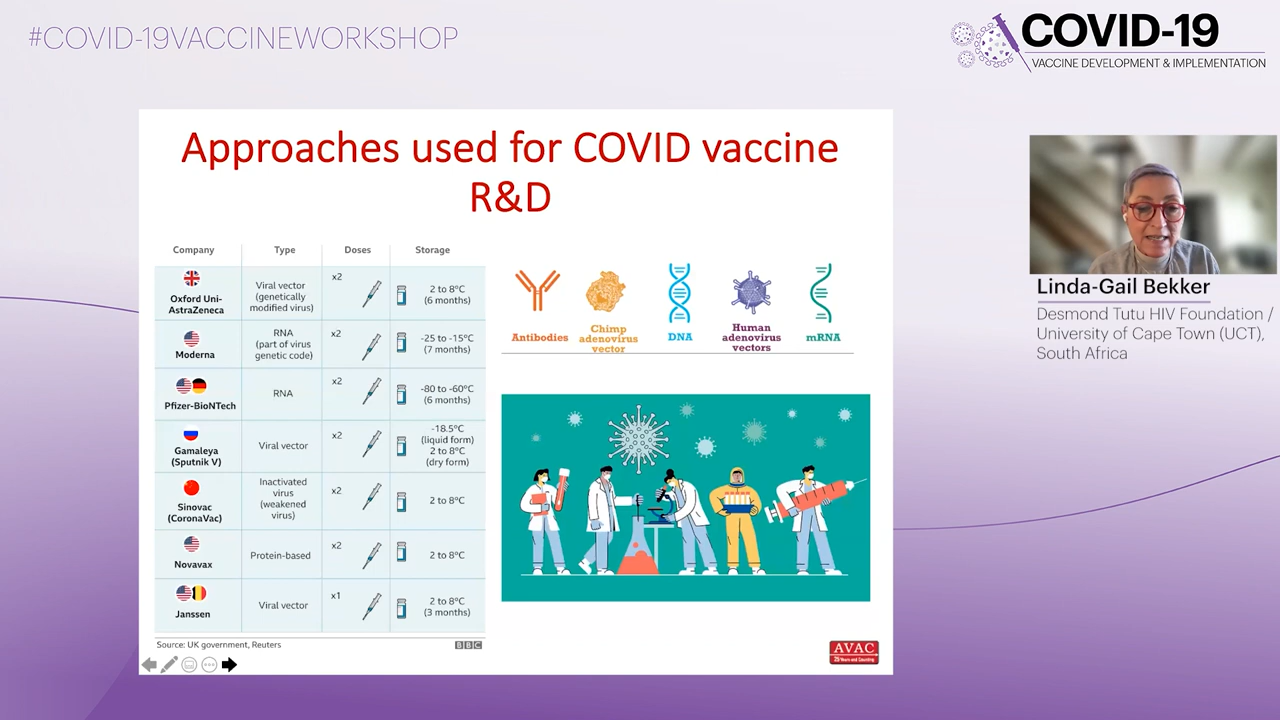 #COVID-19VACCINEWORKSHOP
COVID-19
VACCINE DEVELOPMENT & IMPLEMENTATION
Approaches used for COVID vaccine
R&D
Company Type Doses Storage
Oxford Uni-
AstraZeneca
Viral vector
(genetically
modified virus)
x2
2 to 8°C
(6 months)
Moderna
RNA
(part of virus
genetic code)
x2
-25 to -15°C
(7 months)
Pfizer-BioNTech
RNA
x2
-80 to -60°C
(6 months)
Gamaleya
(Sputnik V)
Viral vector
x2
-18.5°C
(liquid form)
2 to 8°C
(dry form)
Sinovac
(CoronaVac)
Inactivated
virus
(weakened
virus)
x2
2 to 8°C
Novavax
Protein-based
x2
2 to 8°C
Janssen
Viral vector
x1
2 to 8°C
(3 months)
Source: UK government, Reuters
BBC
Antibodies
Chimp
adenovirus
vector
DNA
Human
adenovirus
vectors
mRNA
AVAC
25 Years and Counting
Linda-Gail Bekker
Desmond Tutu HIV Foundation /
University of Cape Town (UCT),
South Africa